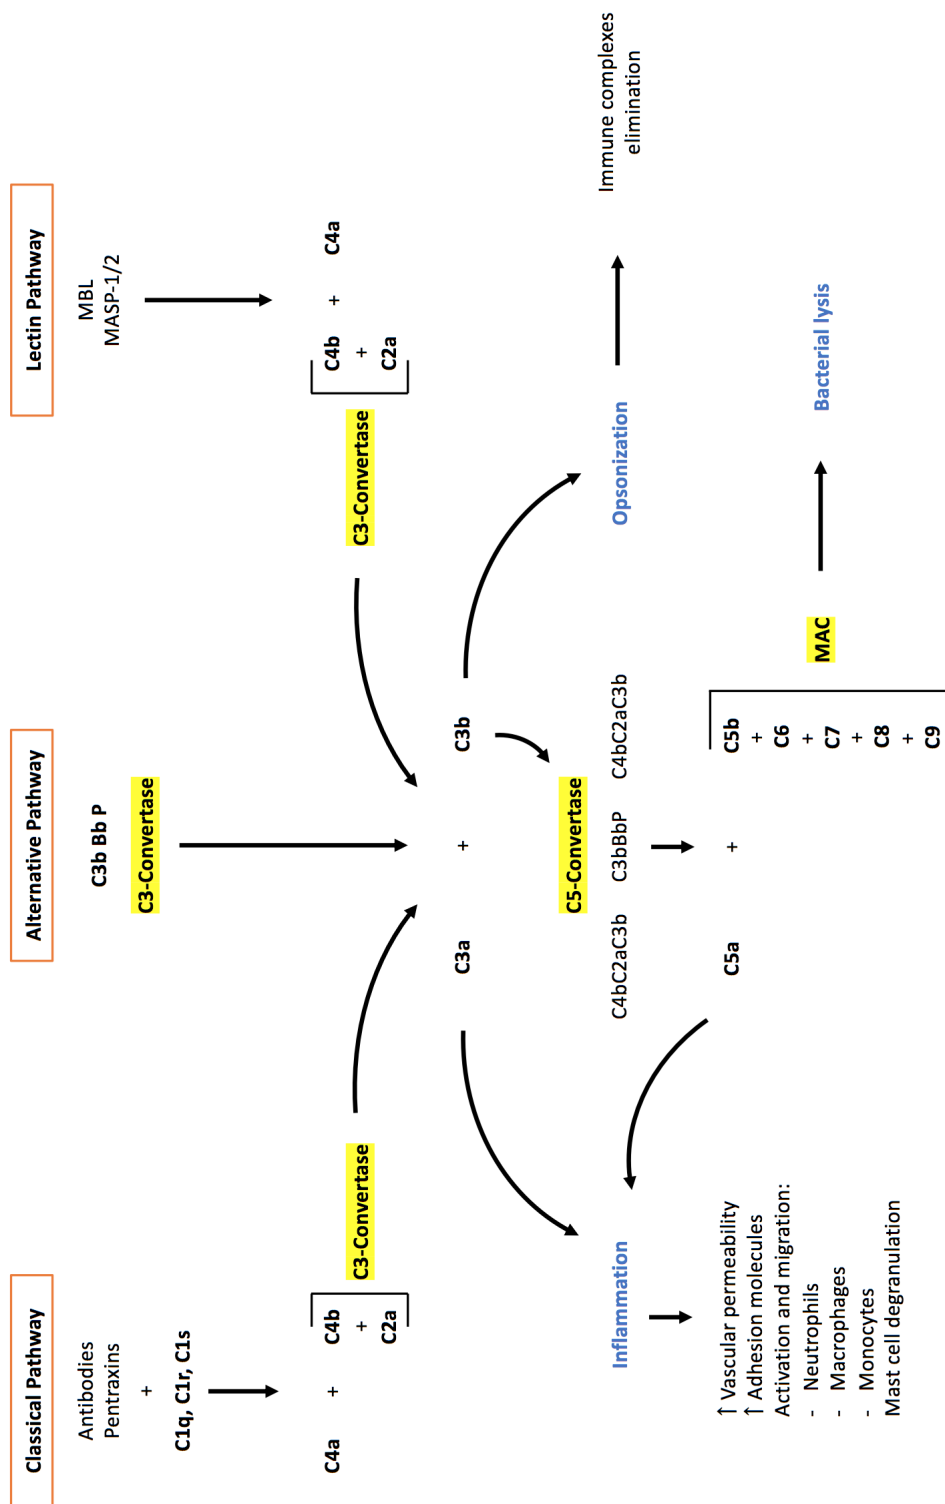 Classical Pathway
Antibodies
Pentraxins
+
C1q, C1r, C1s
C4a + C4b
+
C2a
C3-Convertase
Alternative Pathway
C3b Bb P
C3-Convertase
Lectin Pathway
MBL
MASP-1/2
C4b + C4a
+
C2a
C3-Convertase
C3a + C3b
C5-Convertase
C4bC2aC3b C3bBbP C4bC2aC3b
Inflammation
↑ Vascular permeability
↑ Adhesion molecules
Activation and migration:
- Neutrophils
- Macrophages
- Monocytes
Mast cell degranulation
Opsonization
Immune complexes
elimination
C5a + C5b
+
C6
+
C7
+
C8
+
C9
MAC
Bacterial lysis